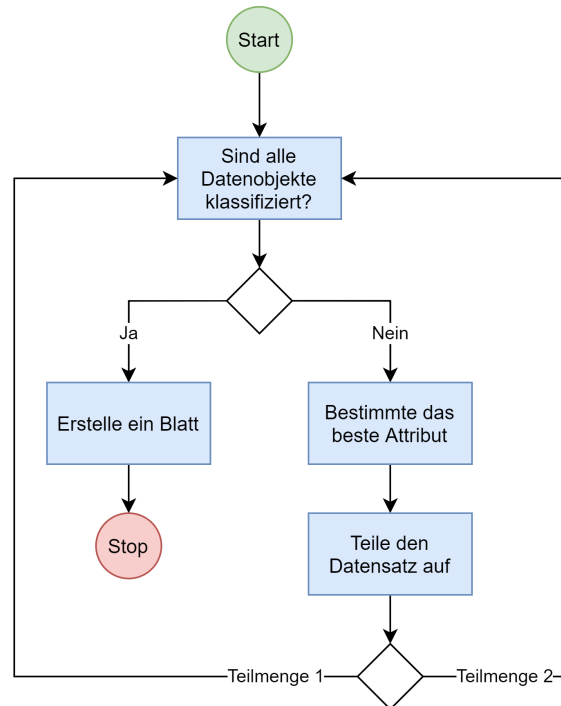 Start
Sind alle
Datenobjekte
klassifiziert?
Ja
Nein
Erstelle ein Blatt
Bestimmte das
beste Attribut
Stop
Teile den
Datensatz auf
Teilmenge 1
Teilmenge 2